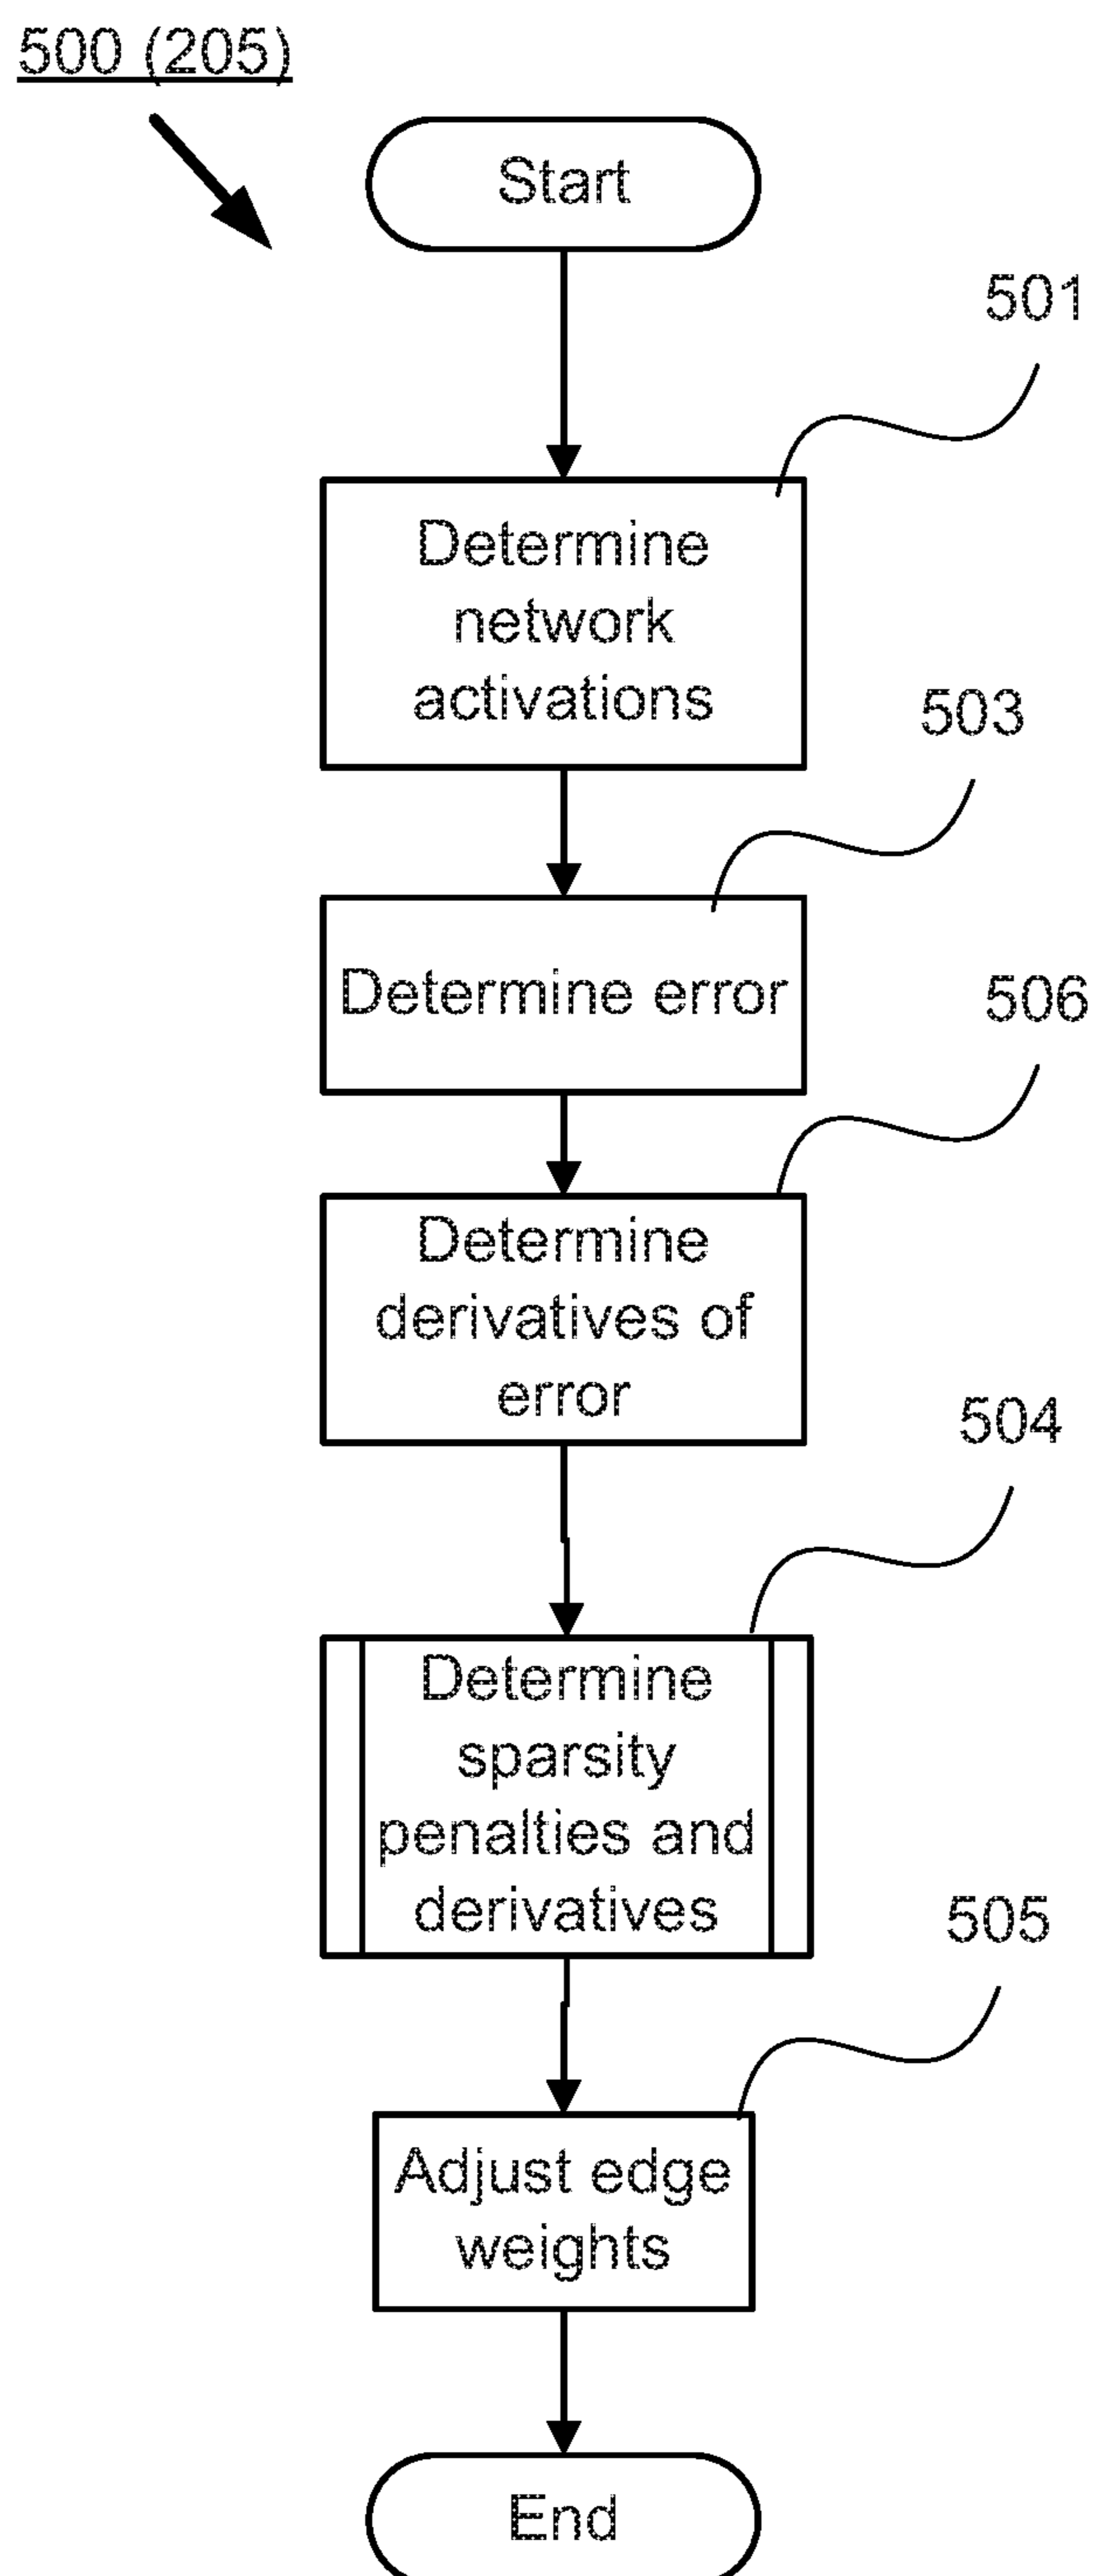 500 (205)
Start
501
Determine
network
activations
503
Determine error
506
Determine
derivatives of
error
504
Determine
sparsity
penalties and
derivatives
505
Adjust edge
weights
End